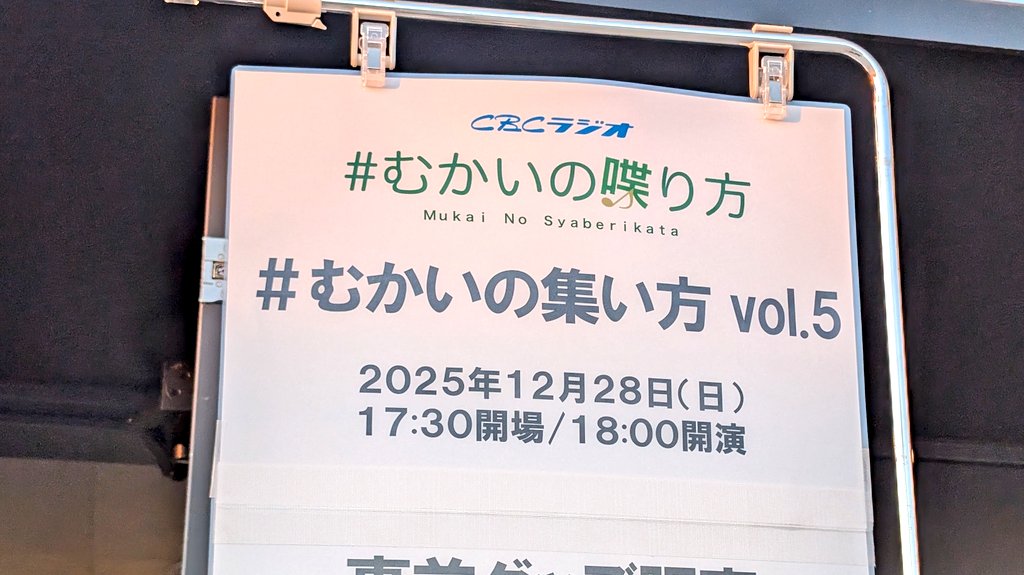 CBCラジオ
#むかいの喋り方
Mukai No Syaberikata
#むかいの集い方 vol.5
2025年12月28日(日)
17:30開場/18:00開演